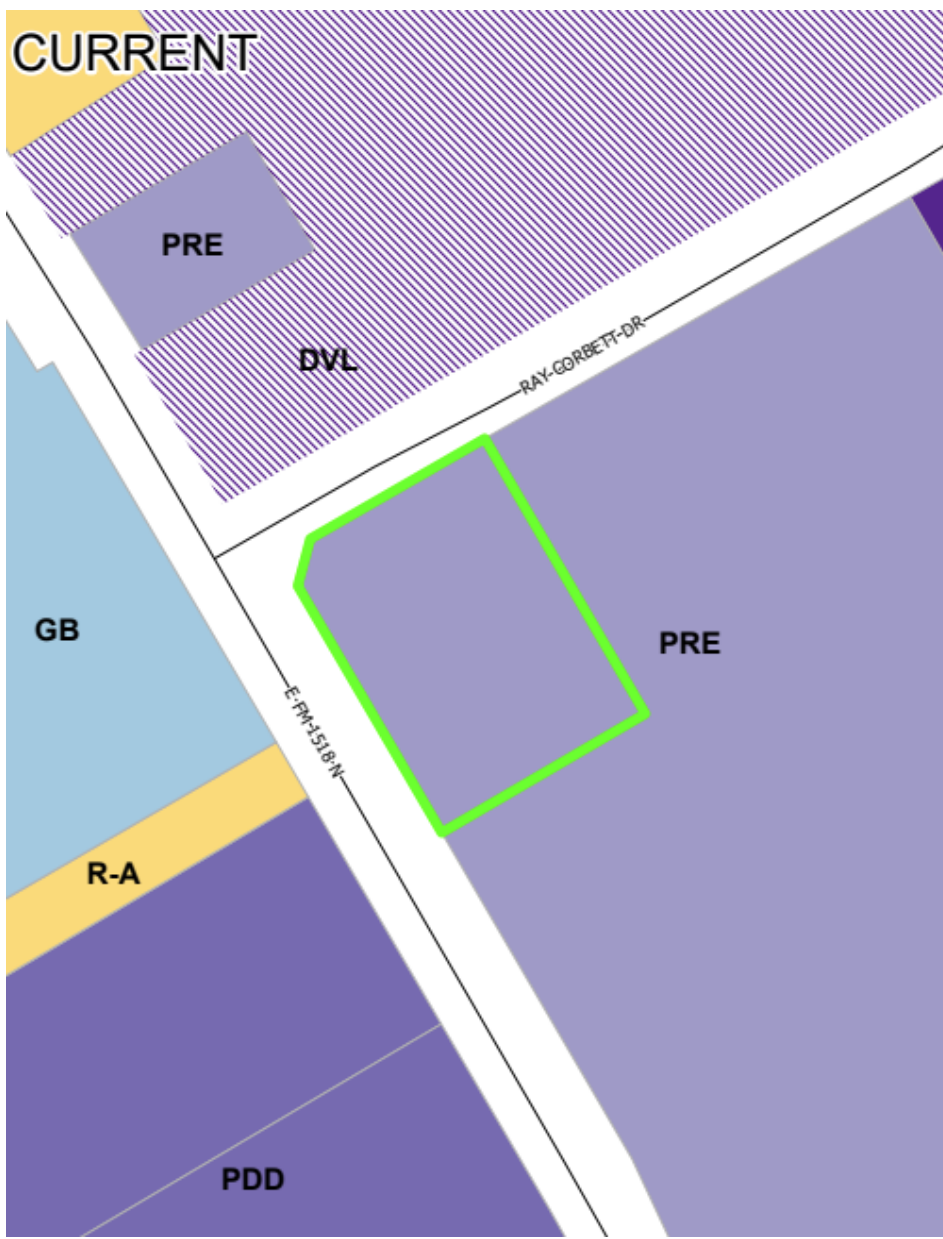 CURRENT
PRE
DVL
RAY CORBETT DR
GB
PRE
E FM 1518 N
R-A
PDD